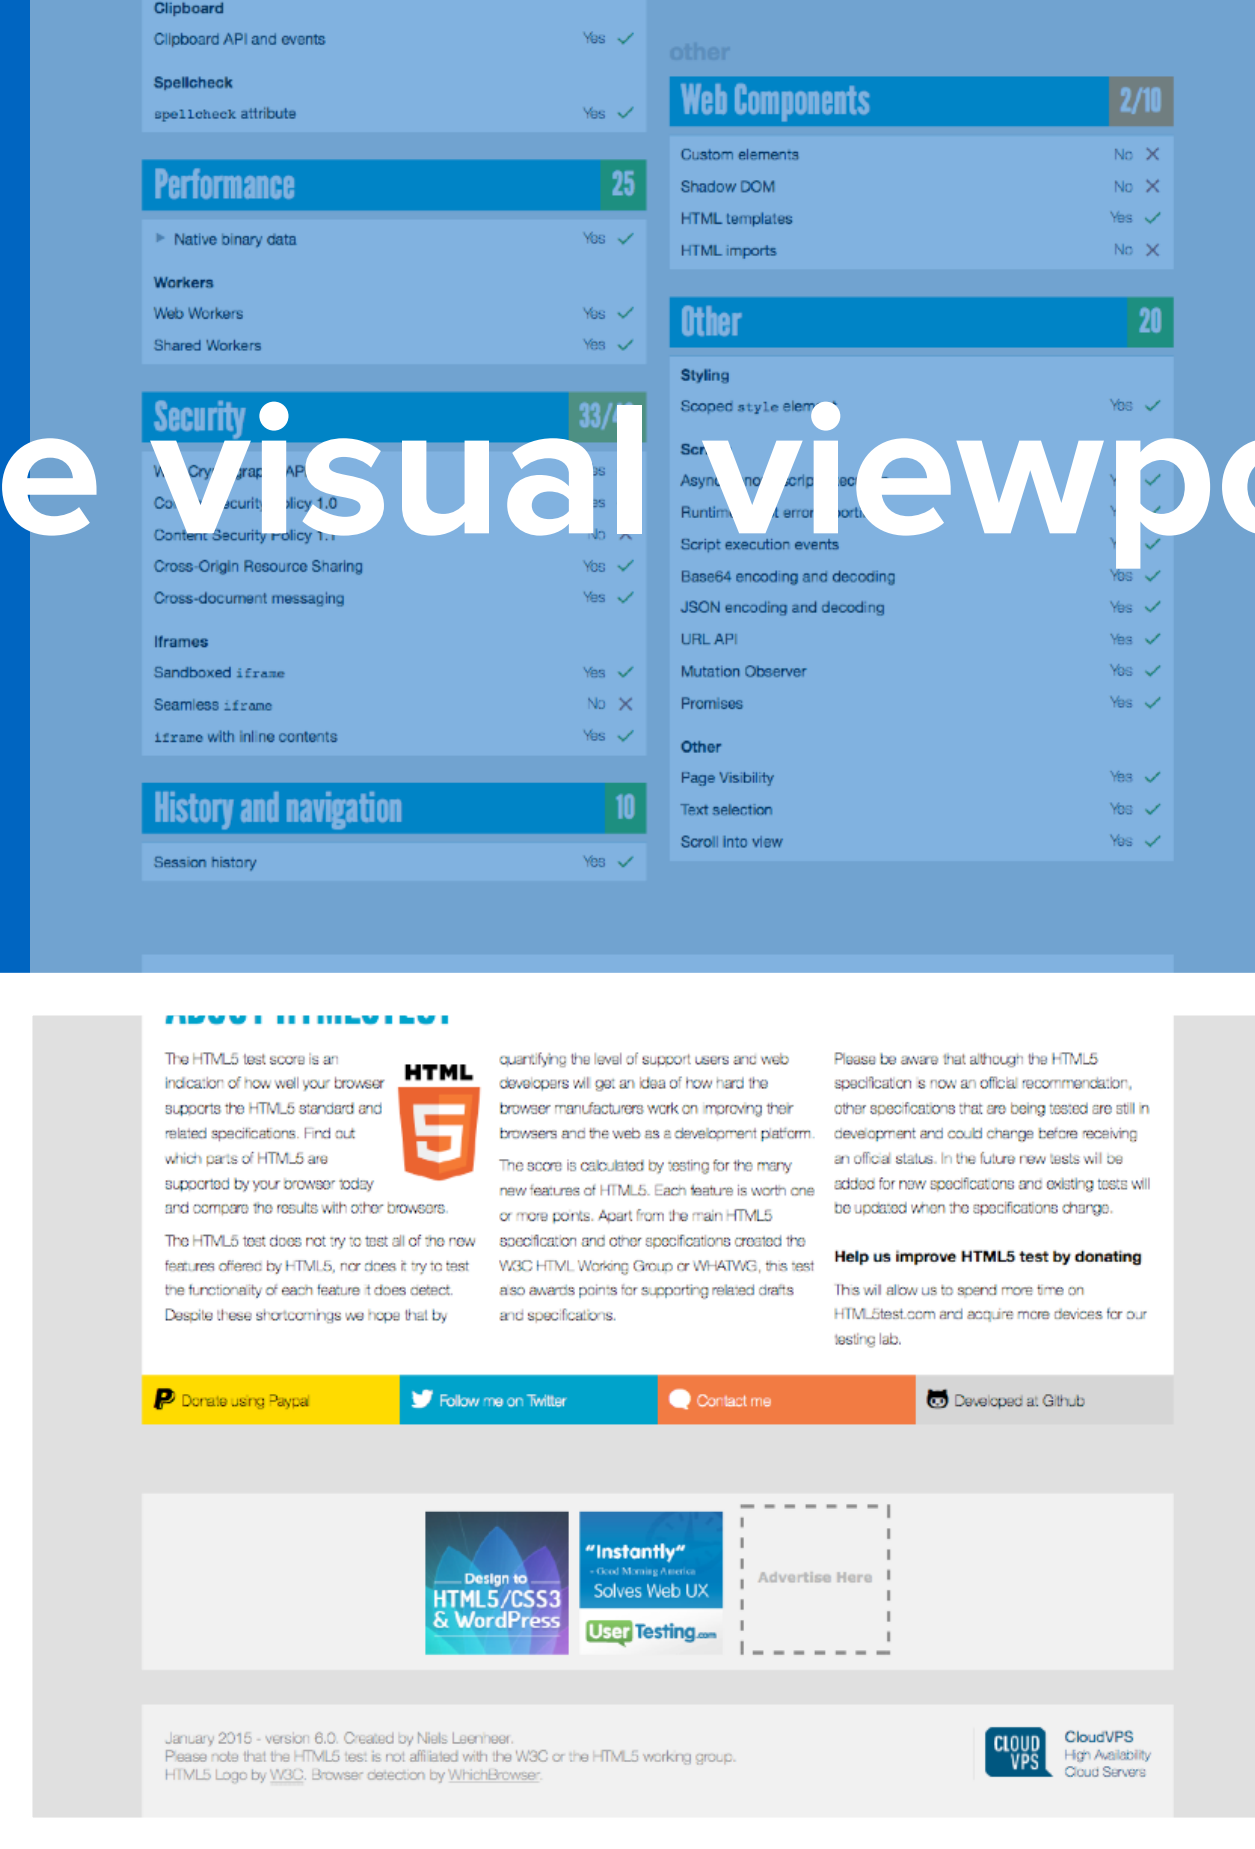 Clipboard
Clipboard API and events Yes ✓
Spellcheck
spellcheck attribute Yes ✓
Performance 25
Native binary data Yes ✓
Workers
Web Workers Yes ✓
Shared Workers Yes ✓
Security 33/
Content Security Policy 1.1 No ✕
Cross-Origin Resource Sharing Yes ✓
Cross-document messaging Yes ✓
Iframes
Sandboxed iframe Yes ✓
Seamless iframe No ✕
iframe with inline contents Yes ✓
History and navigation 10
Session history Yes ✓
other
Web Components 2/10
Custom elements No ✕
Shadow DOM No ✕
HTML templates Yes ✓
HTML imports No ✕
Other 20
Styling
Scoped style element Yes ✓
Script execution events
Base64 encoding and decoding Yes ✓
JSON encoding and decoding Yes ✓
URL API Yes ✓
Mutation Observer Yes ✓
Promises Yes ✓
Other
Page Visibility Yes ✓
Text selection Yes ✓
Scroll into view Yes ✓
e visual viewpo
ABOUT HTML5TEST
The HTML5 test score is an
indication of how well your browser
supports the HTML5 standard and
related specifications. Find out
which parts of HTML5 are
supported by your browser today
and compare the results with other browsers.
The HTML5 test does not try to test all of the new
features offered by HTML5, nor does it try to test
the functionality of each feature it does detect.
Despite these shortcomings we hope that by
HTML
5
quantifying the level of support users and web
developers will get an idea of how hard the
browser manufacturers work on improving their
browsers and the web as a development platform.
The score is calculated by testing for the many
new features of HTML5. Each feature is worth one
or more points. Apart from the main HTML5
specification and other specifications created the
W3C HTML Working Group or WHATWG, this test
also awards points for supporting related drafts
and specifications.
Please be aware that although the HTML5
specification is now an official recommendation,
other specifications that are being tested are still in
development and could change before receiving
an official status. In the future new tests will be
added for new specifications and existing tests will
be updated when the specifications change.
Help us improve HTML5 test by donating
This will allow us to spend more time on
HTML5test.com and acquire more devices for our
testing lab.
Donate using Paypal
Follow me on Twitter
Contact me
Developed at Github
Design to
HTML5/CSS3
& WordPress
"Instantly"
- Good Morning America
Solves Web UX
UserTesting.com
Advertise Here
January 2015 - version 6.0. Created by Niels Leenheer.
Please note that the HTML5 test is not affiliated with the W3C or the HTML5 working group.
HTML5 Logo by W3C. Browser detection by WhichBrowser.
CLOUD
VPS
CloudVPS
High Availability
Cloud Servers